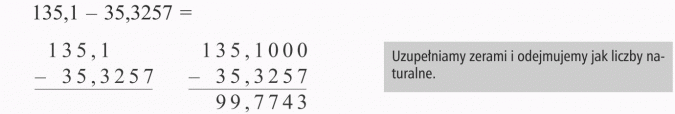 135,1 – 35,3257 =
135,1 135,1000
– 35,3257 – 35,3257
99,7743
Uzupełniamy zerami i odejmujemy jak liczby na-
turalne.